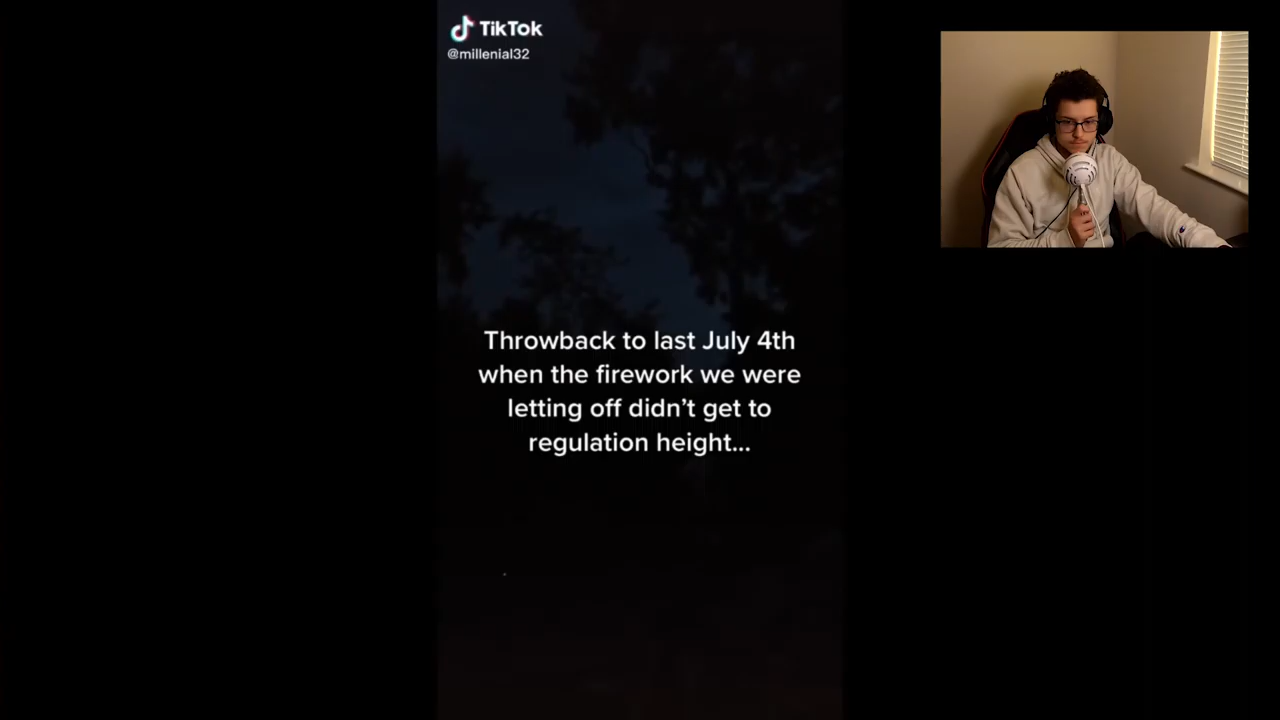 TikTok
@millenial32
Throwback to last July 4th
when the firework we were
letting off didn't get to
regulation height...